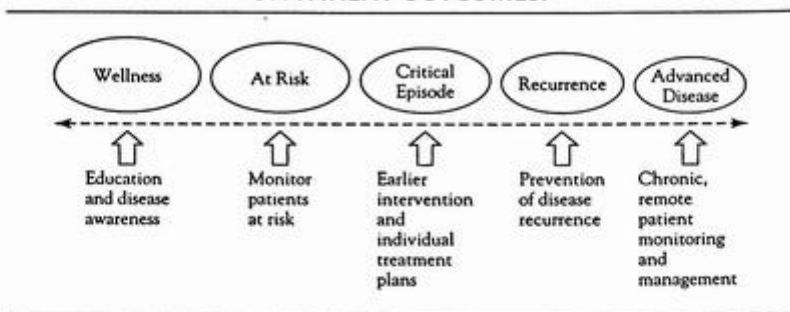 Wellness
At Risk
Critical
Episode
Recurrence
Advanced
Disease
Education
and disease
awareness
Monitor
patients
at risk
Earlier
intervention
and
individual
treatment
plans
Prevention
of disease
recurrence
Chronic,
remote
patient
monitoring
and
management